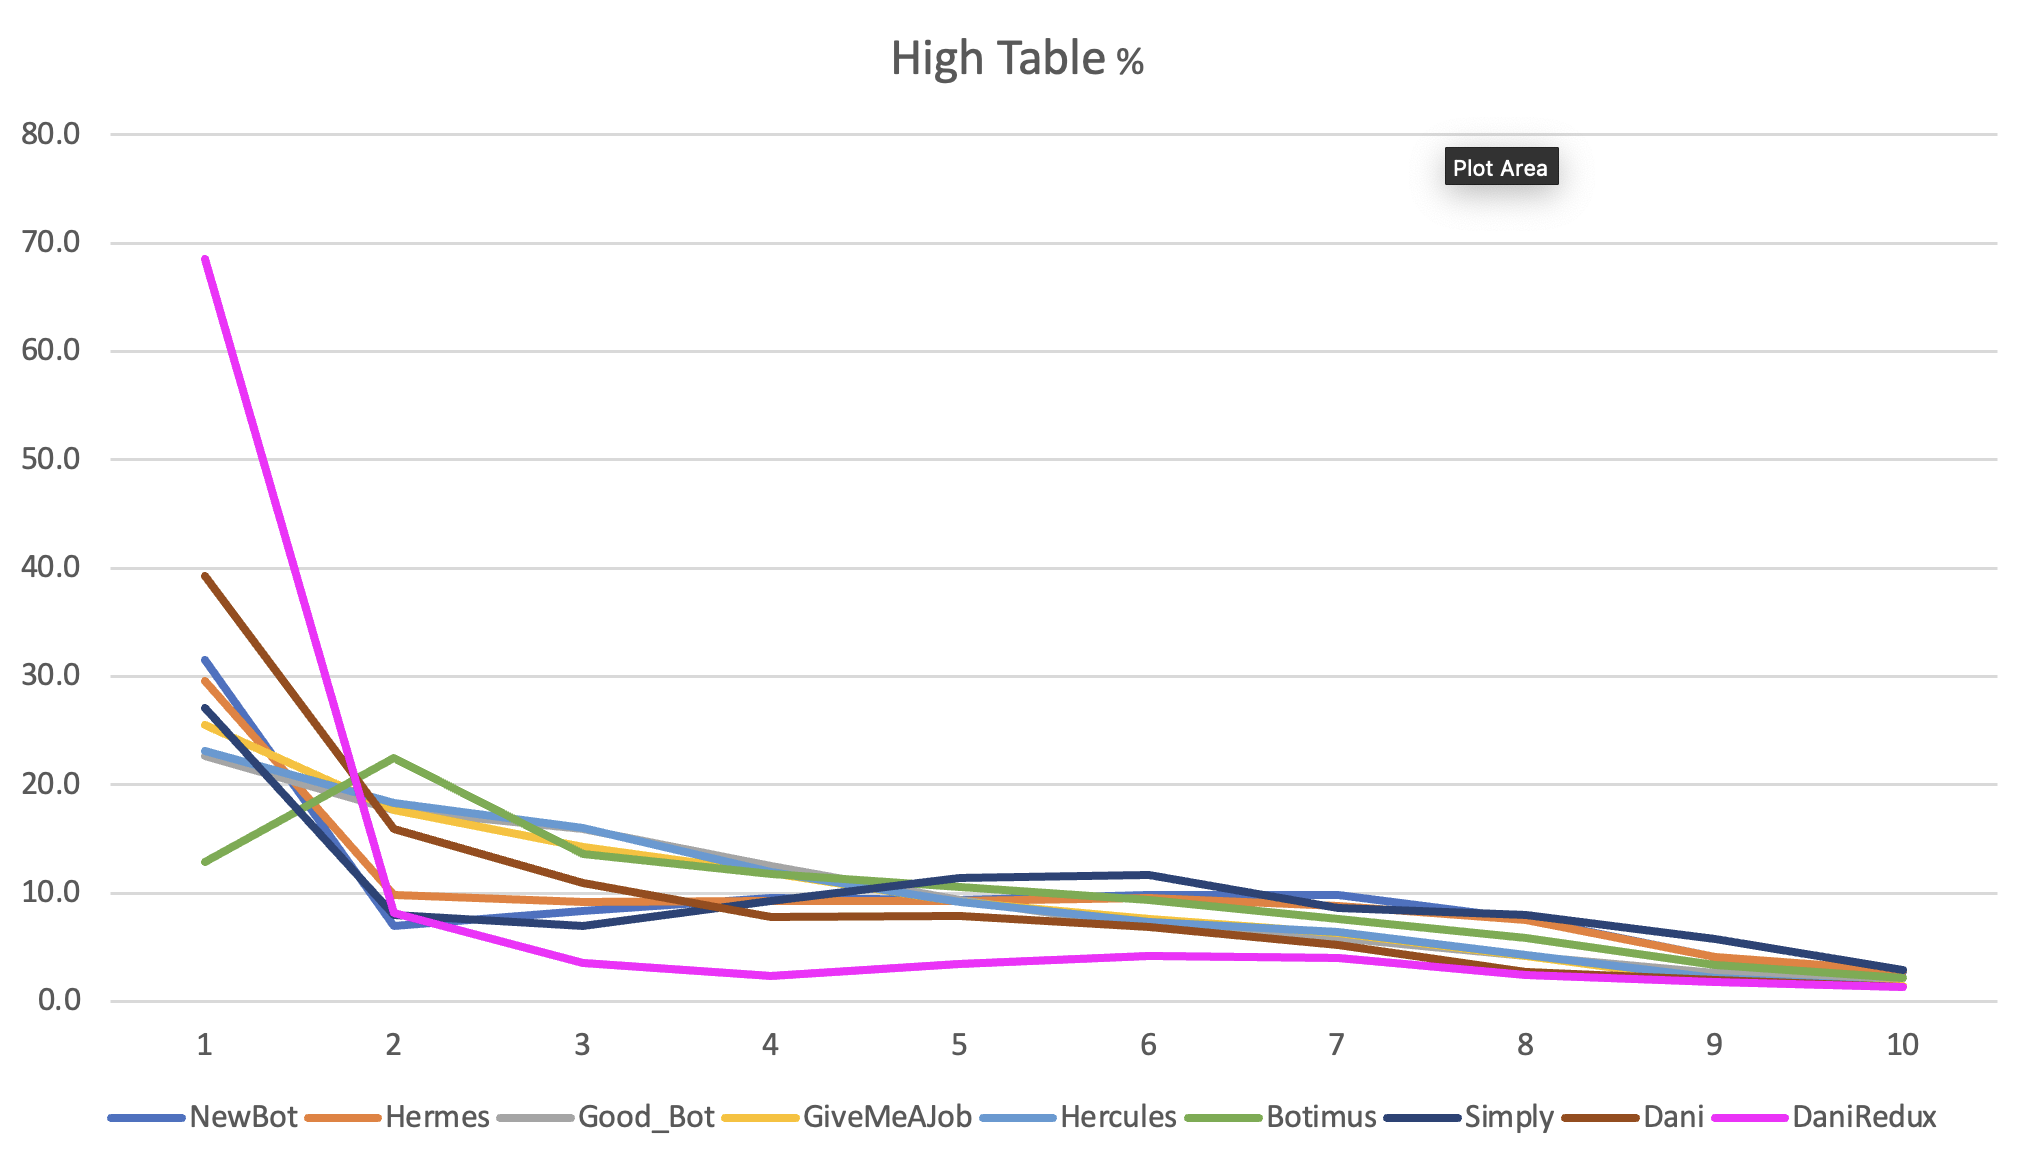 High Table %
80.0
Plot Area
70.0
60.0
50.0
40.0
30.0
20.0
10.0
0.0
1 2 3 4 5 6 7 8 9 10
NewBot Hermes Good_Bot GiveMeAJob Hercules Botimus Simply Dani DaniRedux